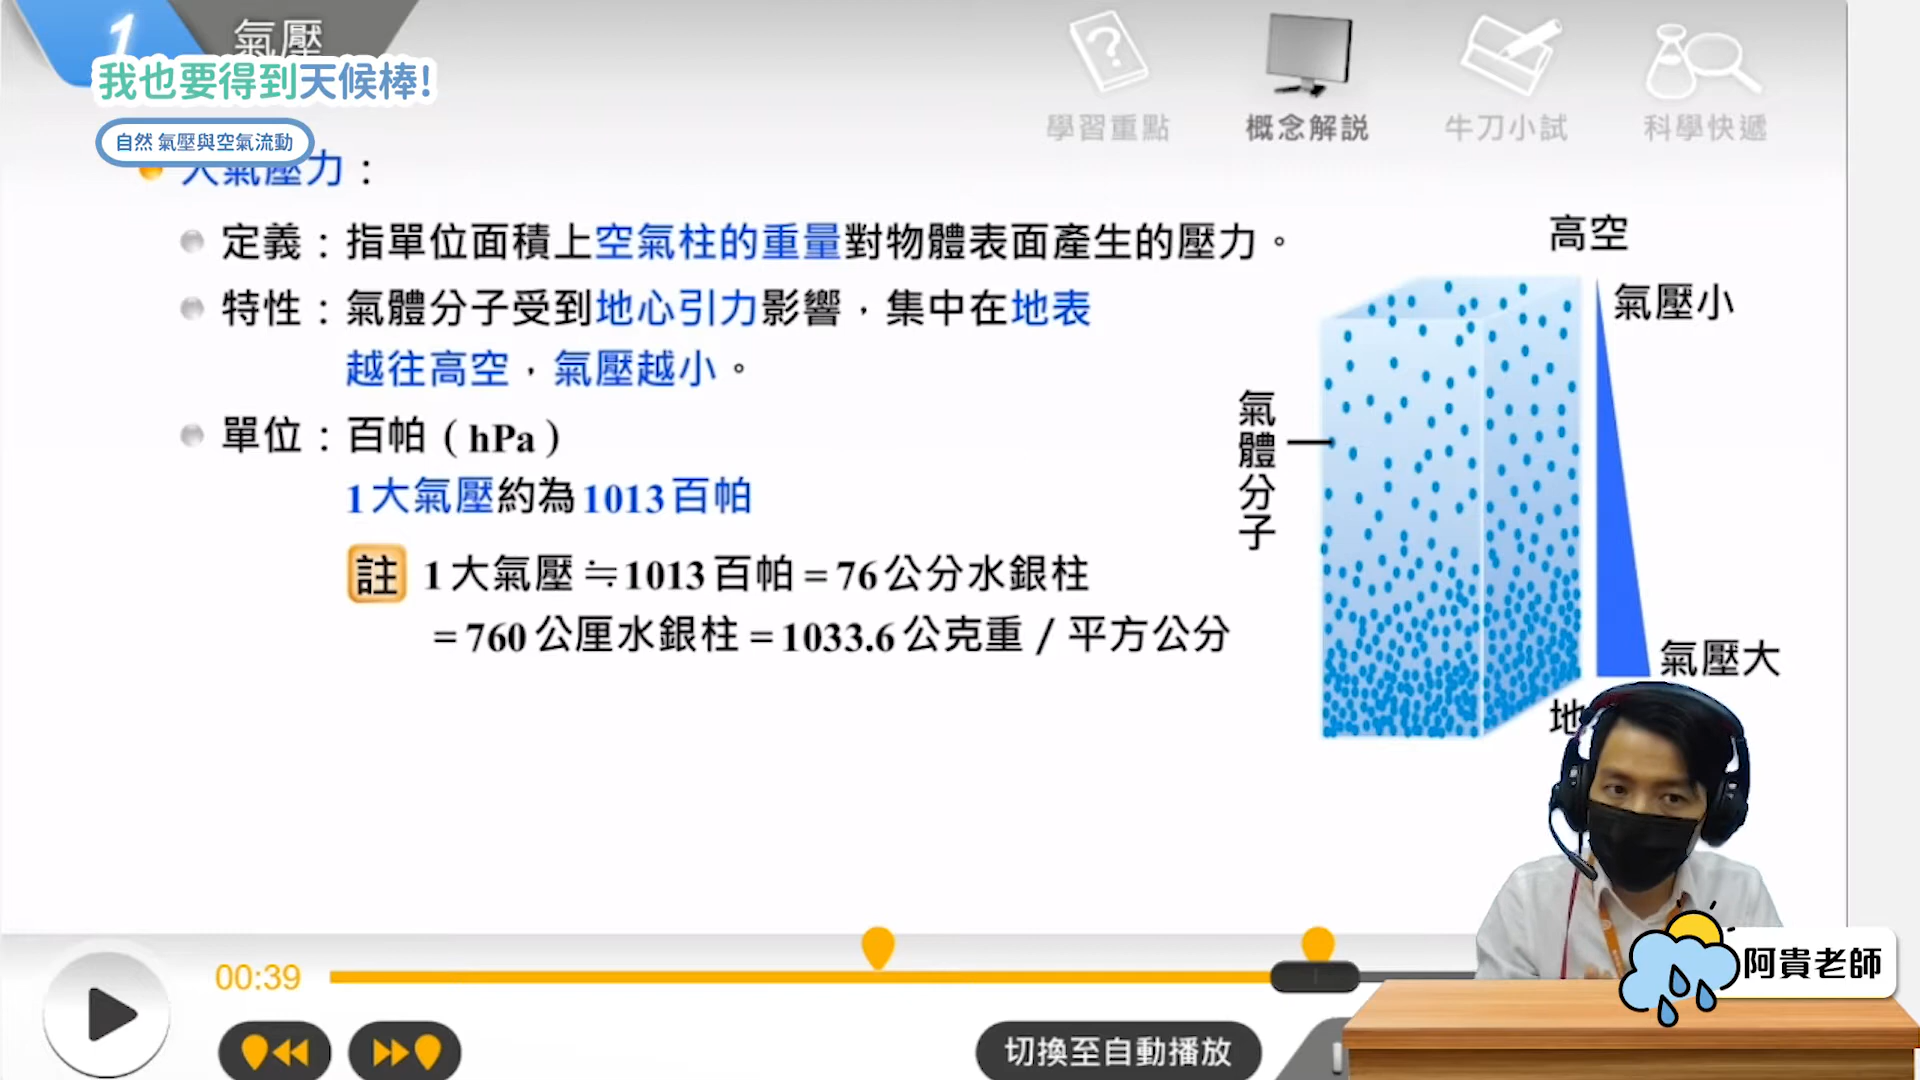 1
氣壓
我也要得到天候棒!
自然 氣壓與空氣流動
學習重點
概念解說
牛刀小試
科學快遞
大氣壓力：
定義：指單位面積上空氣柱的重量對物體表面產生的壓力。
特性：氣體分子受到地心引力影響，集中在地表
越往高空，氣壓越小。
單位：百帕（hPa）
1大氣壓約為1013百帕
註 1大氣壓≒1013百帕=76公分水銀柱
=760公厘水銀柱=1033.6公克重/平方公分
高空
氣壓小
氣體分子
氣壓大
地
阿貴老師
00:39
切換至自動播放